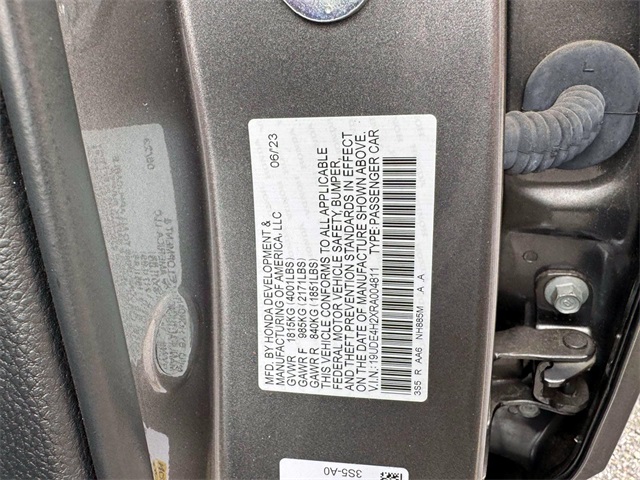 MFD. BY HONDA DEVELOPMENT & 06/23
MANUFACTURING OF AMERICA, LLC
GVWR 1815KG(4001LBS)
GAWR F 985KG(2171LBS)
GAWR R 840KG(1851LBS)
THIS VEHICLE CONFORMS TO ALL APPLICABLE
FEDERAL MOTOR VEHICLE SAFETY, BUMPER,
AND THEFT PREVENTION STANDARDS IN EFFECT
ON THE DATE OF MANUFACTURE SHOWN ABOVE.
V.I.N.:19UDE4H2XRA004811 TYPE:PASSENGER CAR
3S5 R AA6 NH885M A .A
3S5-A0
L